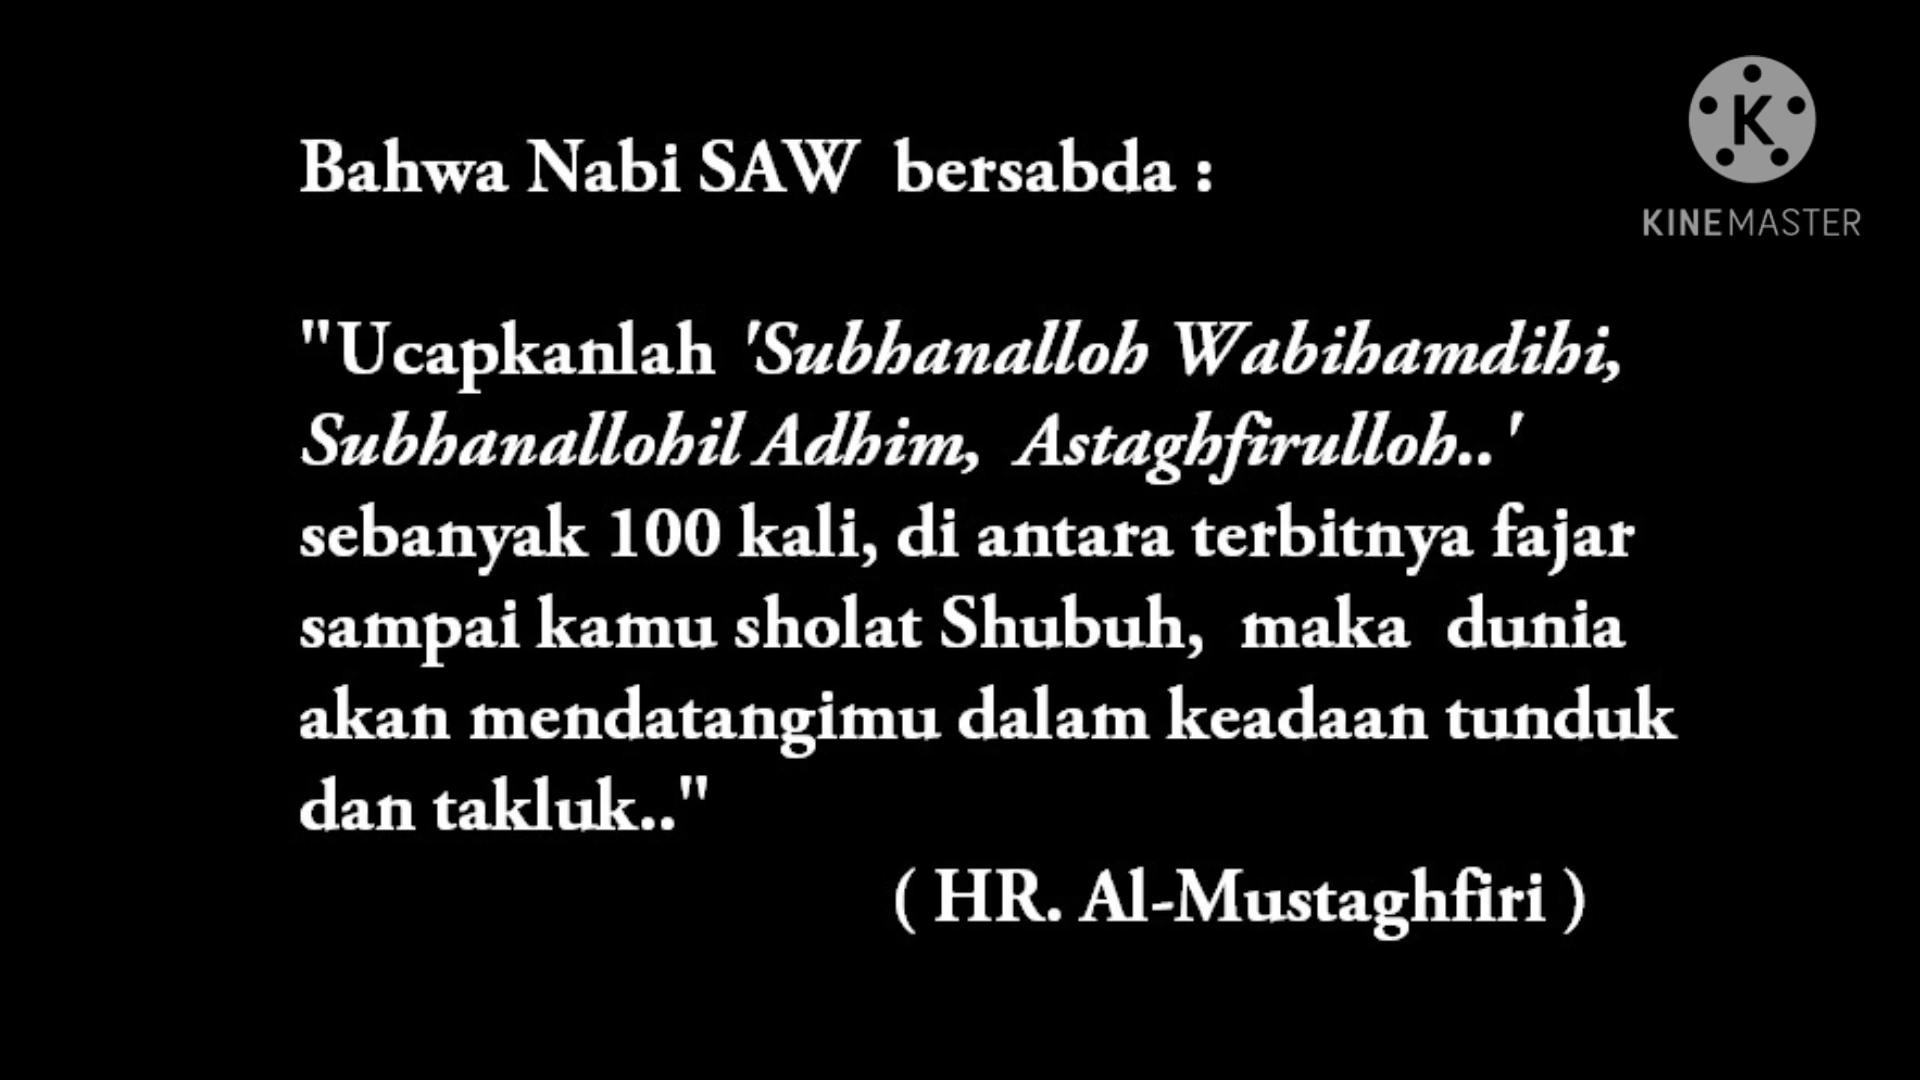 Bahwa Nabi SAW bersabda :
K
KINEMASTER
"Ucapkanlah 'Subhanalloh Wabihamdihi,
Subhanallohil Adhim, Astaghfirulloh..'
sebanyak 100 kali, di antara terbitnya fajar
sampai kamu sholat Shubuh, maka dunia
akan mendatangimu dalam keadaan tunduk
dan takluk.."
( HR. Al-Mustaghfiri )